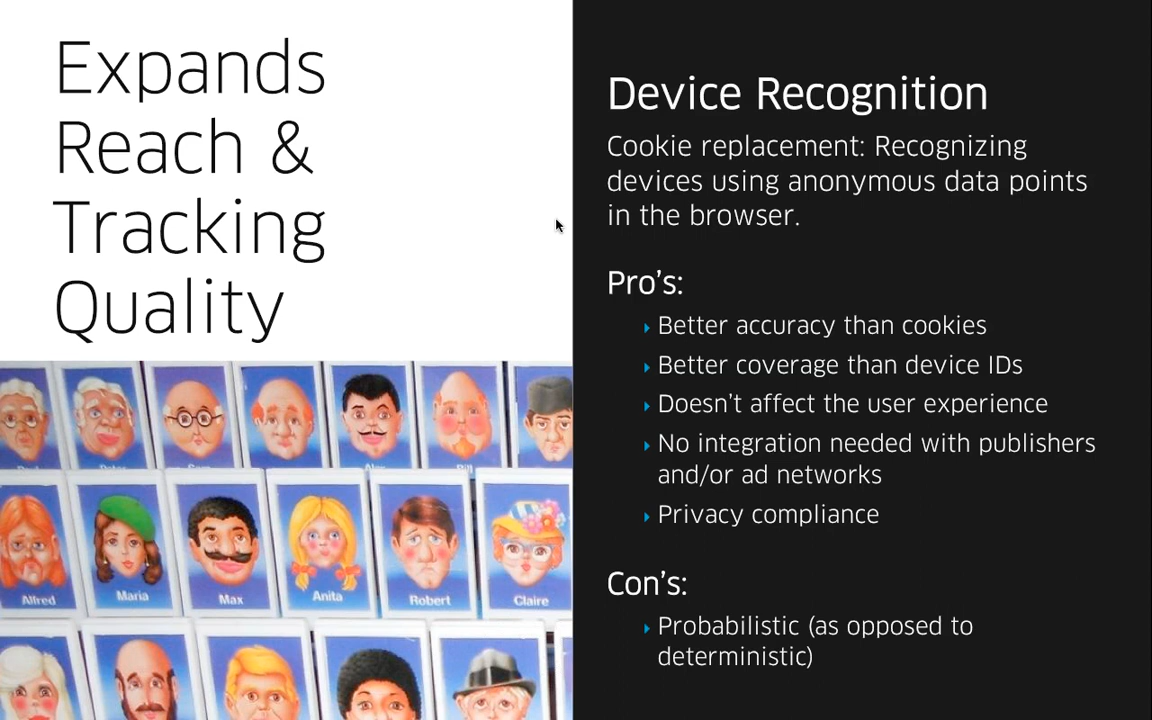 Expands
Reach &
Tracking
Quality
Device Recognition
Cookie replacement: Recognizing
devices using anonymous data points
in the browser.
Pro's:
Better accuracy than cookies
Better coverage than device IDs
Doesn't affect the user experience
No integration needed with publishers
and/or ad networks
Privacy compliance
Con's:
Probabilistic (as opposed to
deterministic)
Alfred
Maria
Max
Anita
Robert
Claire